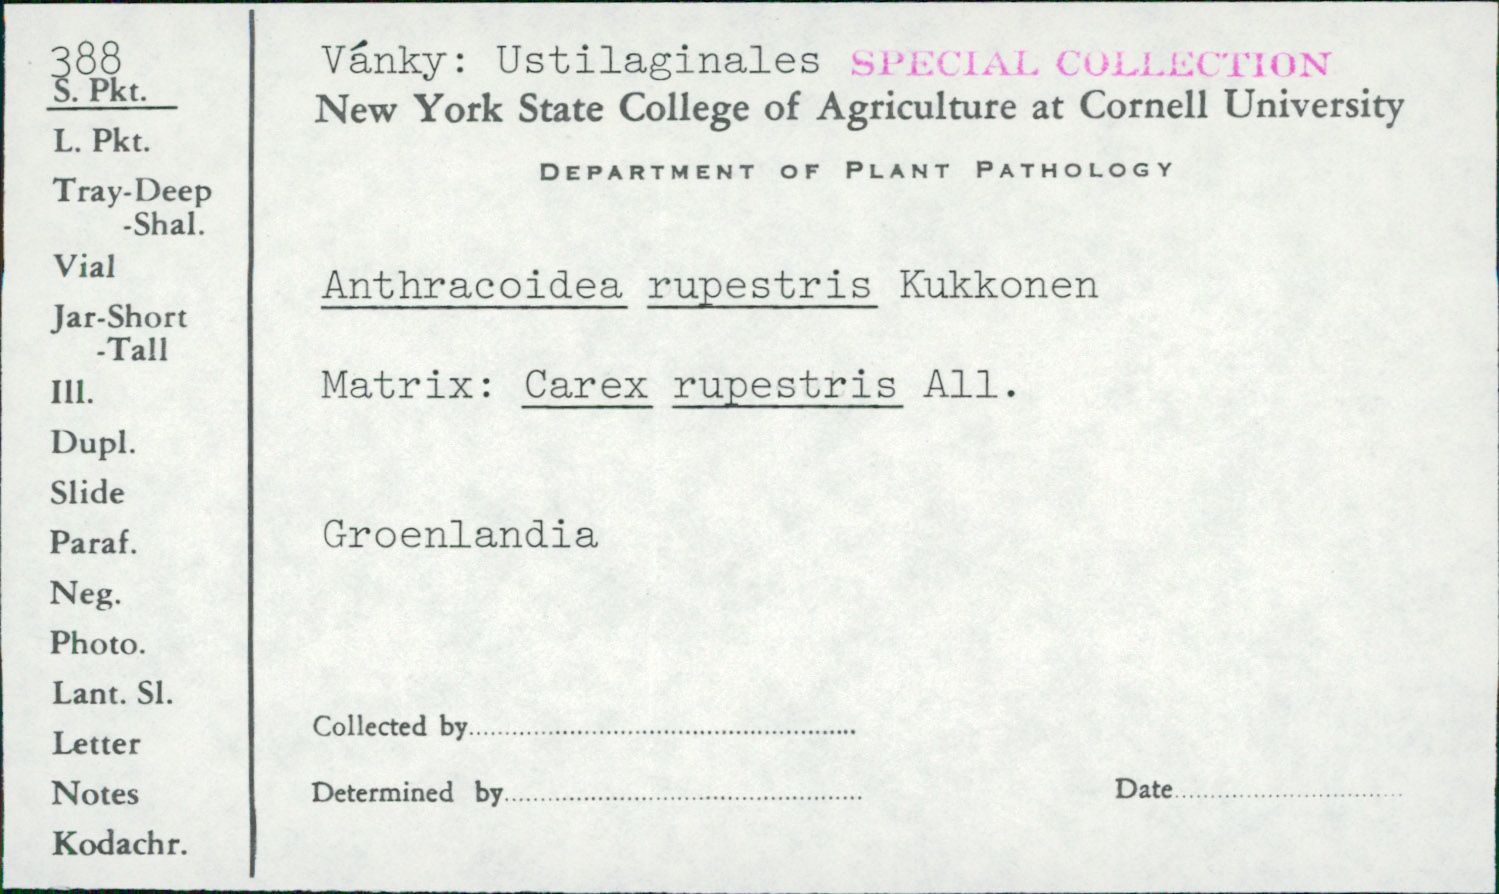 388
S. Pkt.
L. Pkt.
Tray-Deep
-Shal.
Vial
Jar-Short
-Tall
Ill.
Dupl.
Slide
Paraf.
Neg.
Photo.
Lant. Sl.
Letter
Notes
Kodachr.
Vánky: Ustilaginales SPECIAL COLLECTION
New York State College of Agriculture at Cornell University
DEPARTMENT OF PLANT PATHOLOGY
Anthracoidea rupestris Kukkonen
Matrix: Carex rupestris All.
Groenlandia
Collected by
Determined by
Date